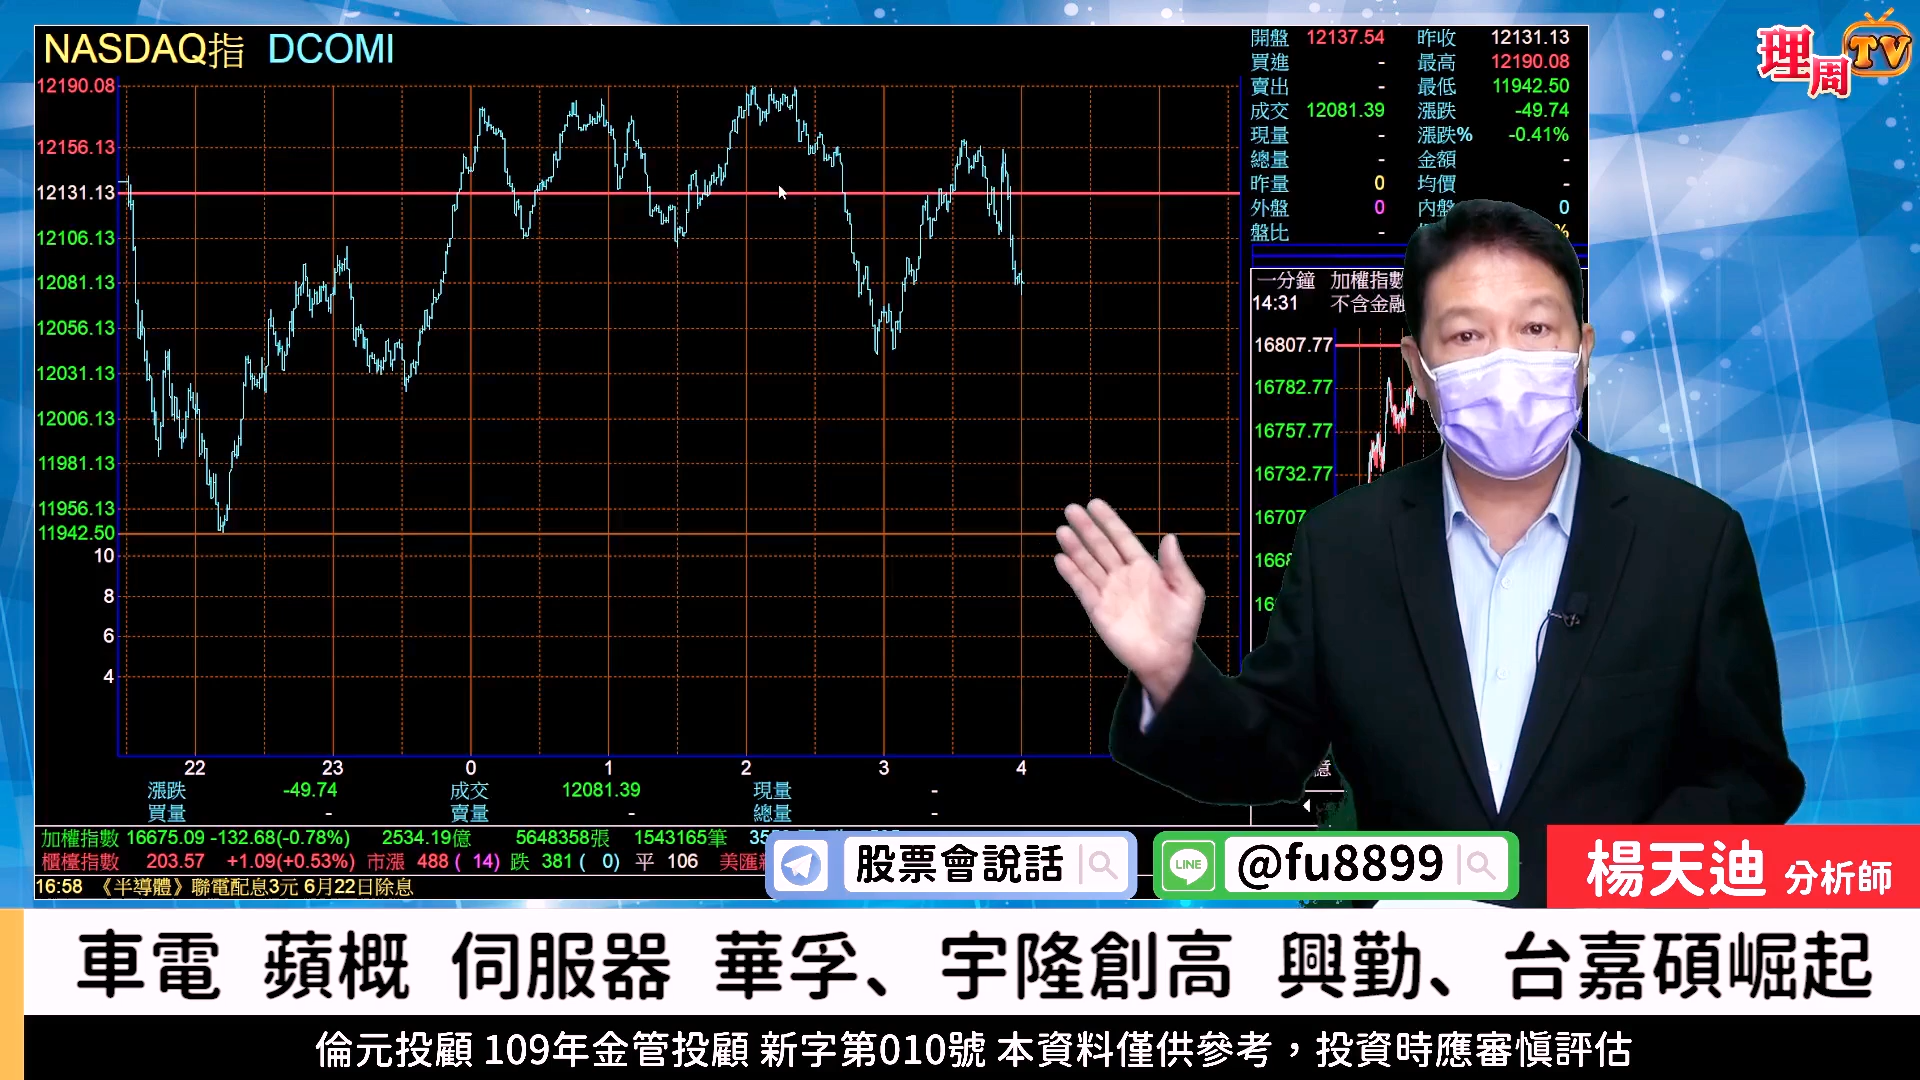 NASDAQ指 DCOMI
理周TV
開盤 12137.54 昨收 12131.13
買進 - 最高 12190.08
賣出 - 最低 11942.50
成交 12081.39 漲跌 -49.74
現量 - 漲跌% -0.41%
總量 - 金額 -
昨量 0 均價 -
外盤 0 內盤 0
盤比 - %
12190.08
12156.13
12131.13
12106.13
12081.13
12056.13
12031.13
12006.13
11981.13
11956.13
11942.50
10
8
6
4
22 23 0 1 2 3 4
一分鐘 加權指數
14:31 不含金融
16807.77
16782.77
16757.77
16732.77
16707
1668
16
億
漲跌 -49.74 成交 12081.39 現量 -
買量 - 賣量 - 總量 -
加權指數 16675.09 -132.68(-0.78%) 2534.19億 5648358張 1543165筆
櫃檯指數 203.57 +1.09(+0.53%) 市漲 488 ( 14) 跌 381 ( 0) 平 106 美匯
16:58 《半導體》聯電配息3元 6月22日除息
股票會說話
LINE @fu8899
楊天迪 分析師
車電 蘋概 伺服器 華孚、宇隆創高 興勤、台嘉碩崛起
倫元投顧 109年金管投顧 新字第010號 本資料僅供參考，投資時應審慎評估